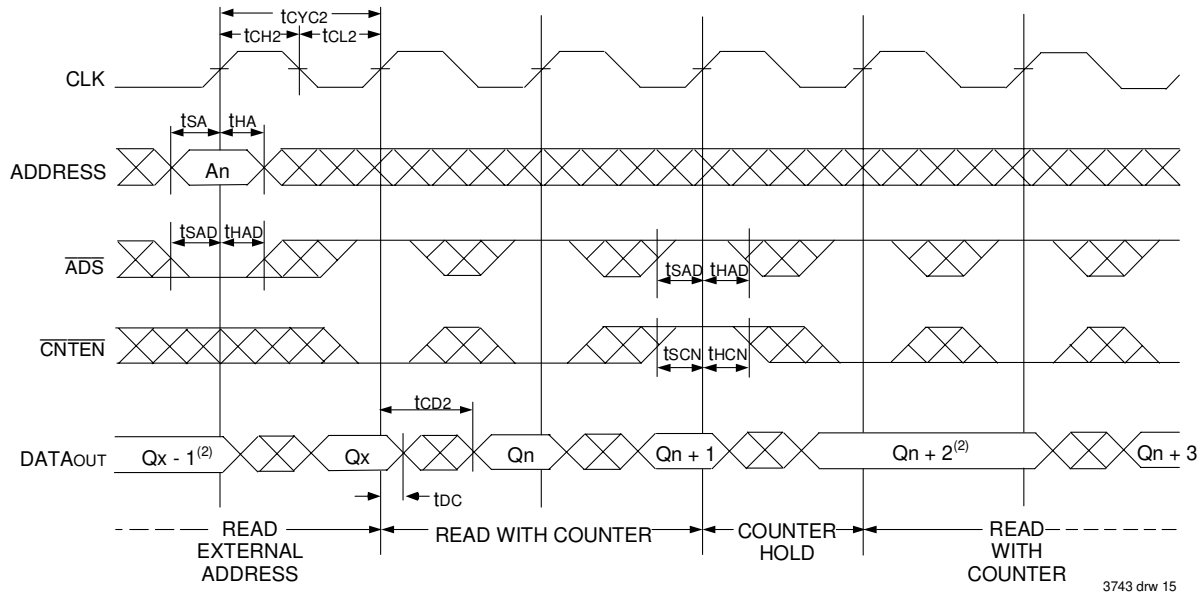 tCYC2
tCH2 tCL2
CLK
tSA tHA
ADDRESS An
tSAD tHAD
ADS
tSAD tHAD
CNTEN
tSCN tHCN
tCD2
DATAOUT Qx - 1(2) Qx Qn Qn + 1 Qn + 2(2) Qn + 3
tDC
READ EXTERNAL ADDRESS
READ WITH COUNTER
COUNTER HOLD
READ WITH COUNTER
3743 drw 15